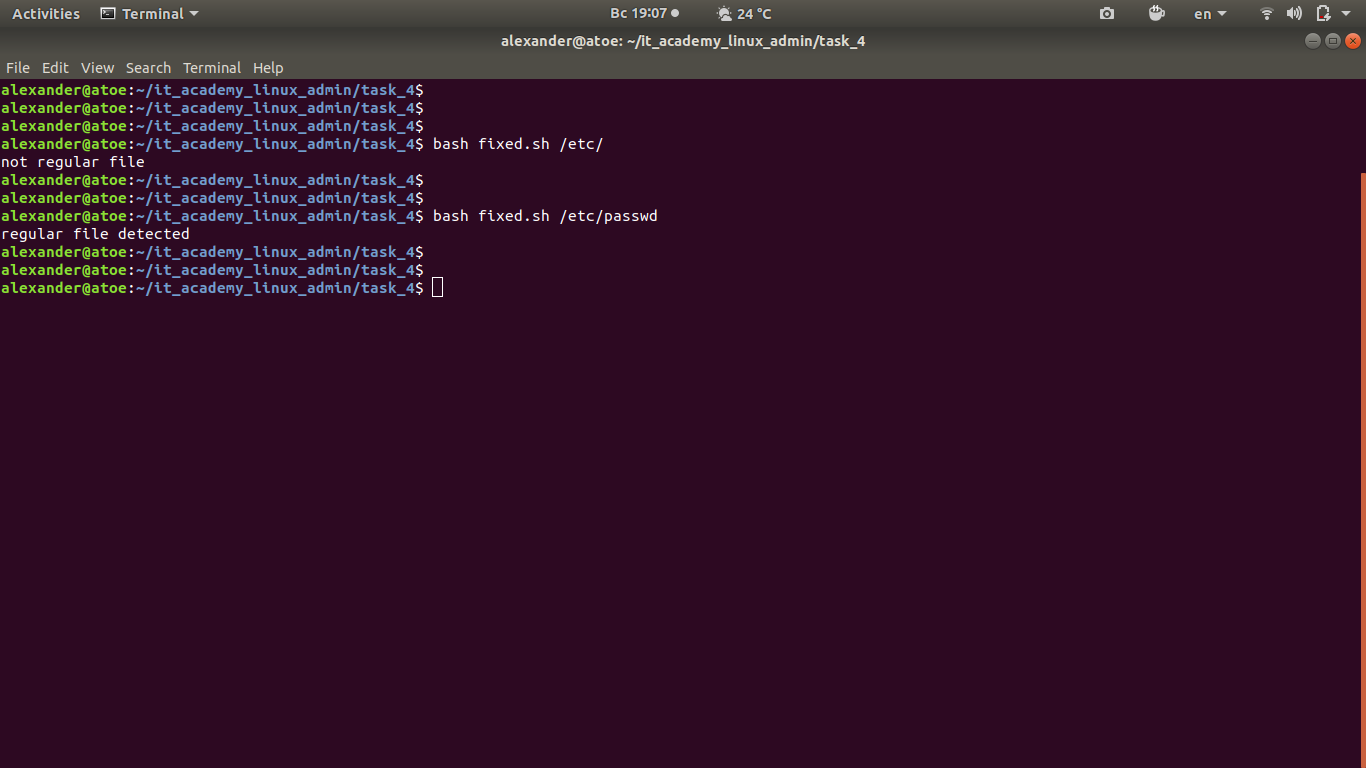 Activities Terminal Вс 19:07 24 °C en
alexander@atoe: ~/it_academy_linux_admin/task_4
File Edit View Search Terminal Help
alexander@atoe:~/it_academy_linux_admin/task_4$
alexander@atoe:~/it_academy_linux_admin/task_4$
alexander@atoe:~/it_academy_linux_admin/task_4$
alexander@atoe:~/it_academy_linux_admin/task_4$ bash fixed.sh /etc/
not regular file
alexander@atoe:~/it_academy_linux_admin/task_4$
alexander@atoe:~/it_academy_linux_admin/task_4$
alexander@atoe:~/it_academy_linux_admin/task_4$ bash fixed.sh /etc/passwd
regular file detected
alexander@atoe:~/it_academy_linux_admin/task_4$
alexander@atoe:~/it_academy_linux_admin/task_4$
alexander@atoe:~/it_academy_linux_admin/task_4$